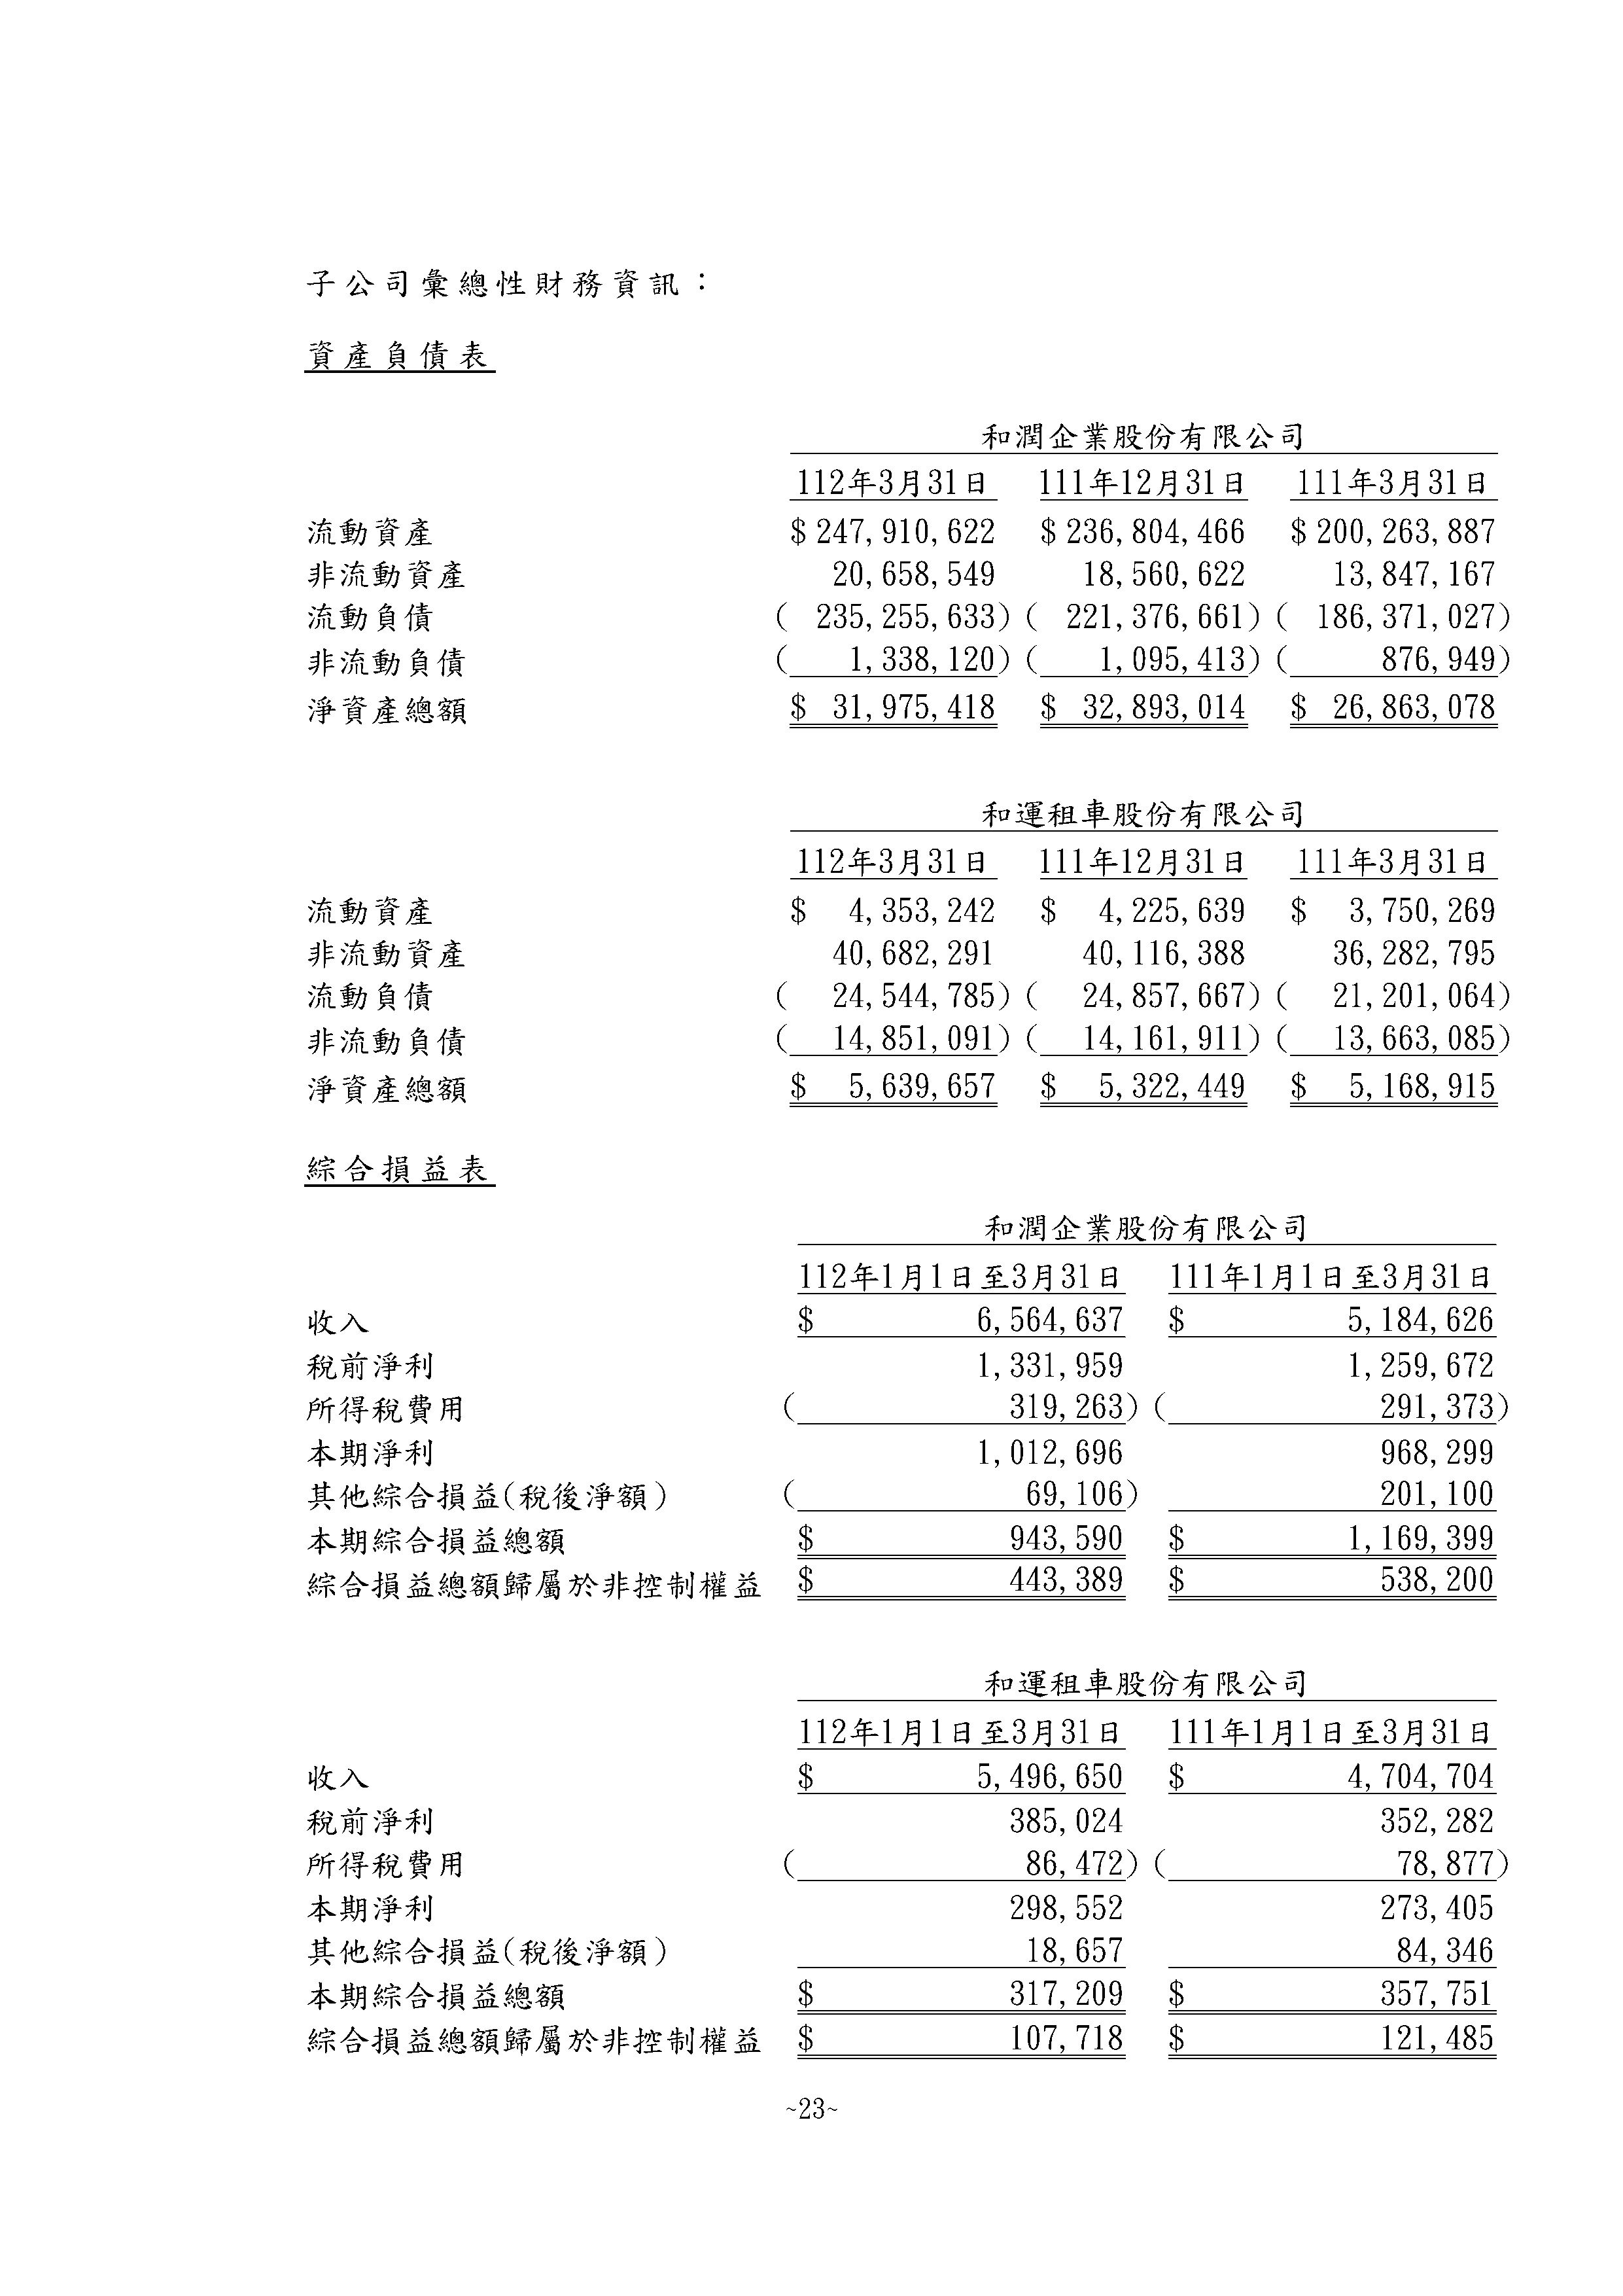 子公司彙總性財務資訊：
資產負債表
和潤企業股份有限公司
112年3月31日 111年12月31日 111年3月31日
流動資產 $ 247,910,622 $ 236,804,466 $ 200,263,887
非流動資產 20,658,549 18,560,622 13,847,167
流動負債 ( 235,255,633) ( 221,376,661) ( 186,371,027)
非流動負債 ( 1,338,120) ( 1,095,413) ( 876,949)
淨資產總額 $ 31,975,418 $ 32,893,014 $ 26,863,078
和運租車股份有限公司
112年3月31日 111年12月31日 111年3月31日
流動資產 $ 4,353,242 $ 4,225,639 $ 3,750,269
非流動資產 40,682,291 40,116,388 36,282,795
流動負債 ( 24,544,785) ( 24,857,667) ( 21,201,064)
非流動負債 ( 14,851,091) ( 14,161,911) ( 13,663,085)
淨資產總額 $ 5,639,657 $ 5,322,449 $ 5,168,915
綜合損益表
和潤企業股份有限公司
112年1月1日至3月31日 111年1月1日至3月31日
收入 $ 6,564,637 $ 5,184,626
稅前淨利 1,331,959 1,259,672
所得稅費用 ( 319,263) ( 291,373)
本期淨利 1,012,696 968,299
其他綜合損益(稅後淨額) ( 69,106) 201,100
本期綜合損益總額 $ 943,590 $ 1,169,399
綜合損益總額歸屬於非控制權益 $ 443,389 $ 538,200
和運租車股份有限公司
112年1月1日至3月31日 111年1月1日至3月31日
收入 $ 5,496,650 $ 4,704,704
稅前淨利 385,024 352,282
所得稅費用 ( 86,472) ( 78,877)
本期淨利 298,552 273,405
其他綜合損益(稅後淨額) 18,657 84,346
本期綜合損益總額 $ 317,209 $ 357,751
綜合損益總額歸屬於非控制權益 $ 107,718 $ 121,485
~23~